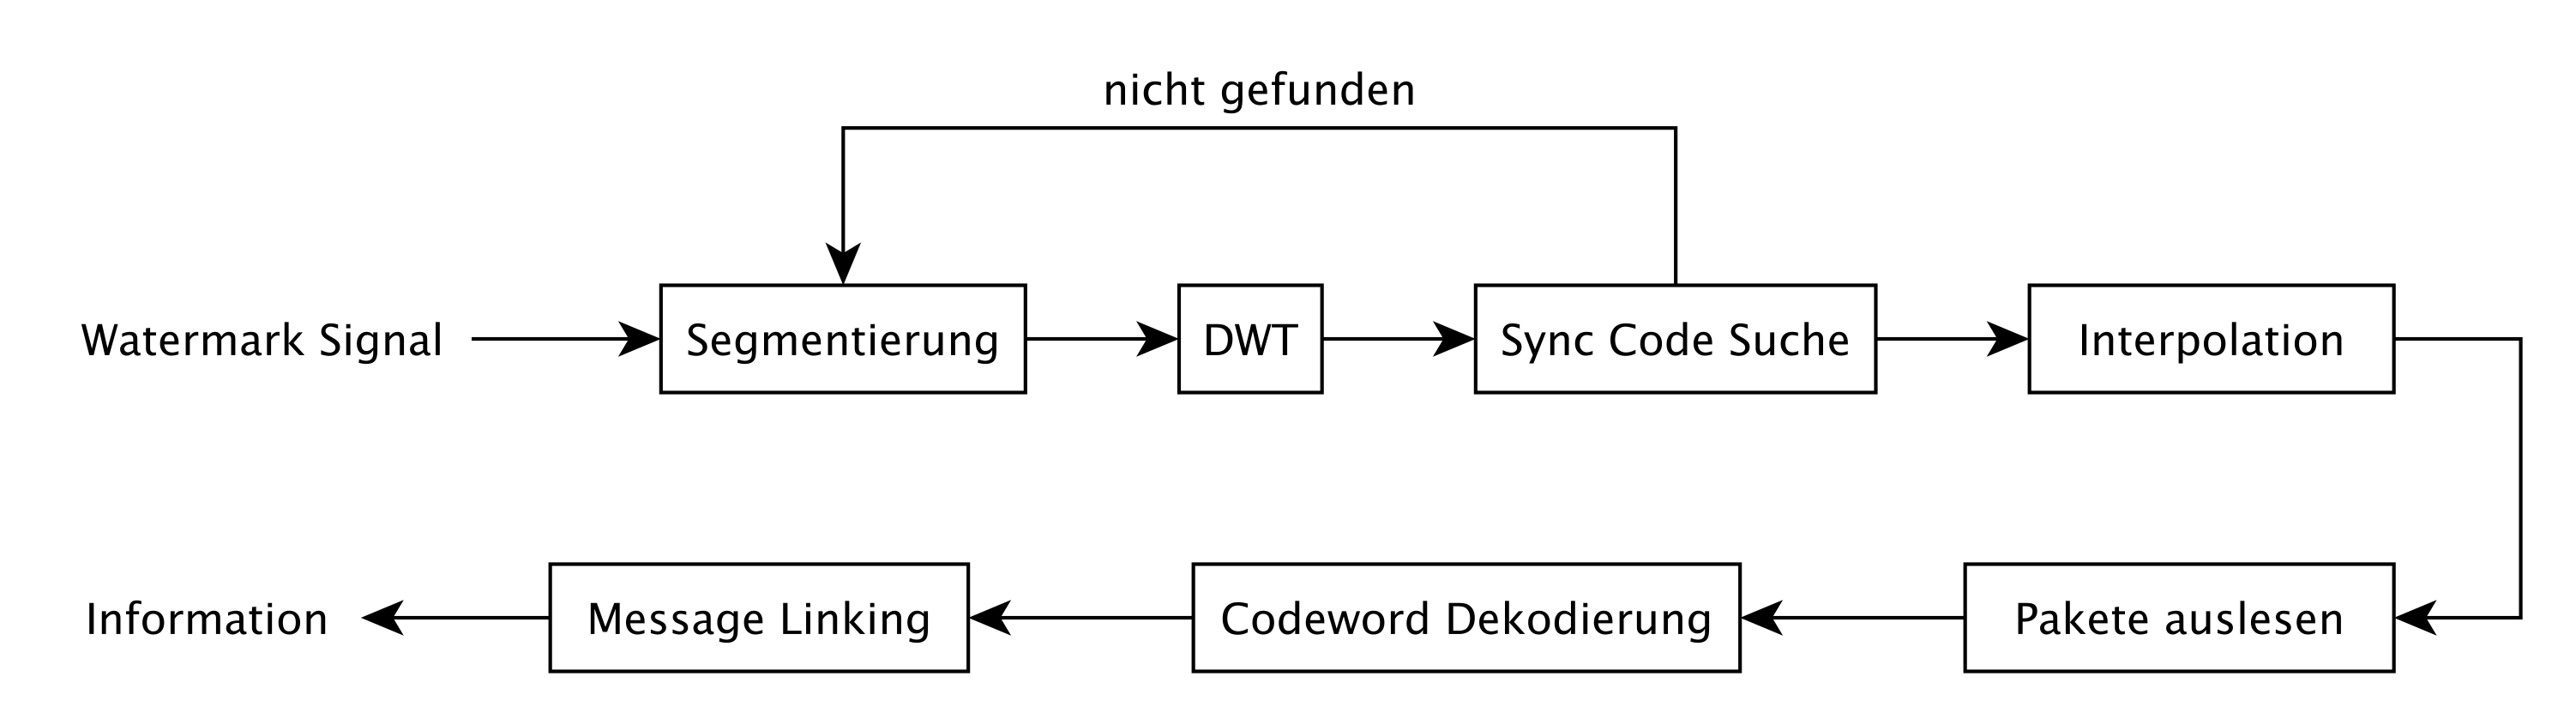 nicht gefunden
Watermark Signal
Segmentierung
DWT
Sync Code Suche
Interpolation
Pakete auslesen
Codeword Dekodierung
Message Linking
Information